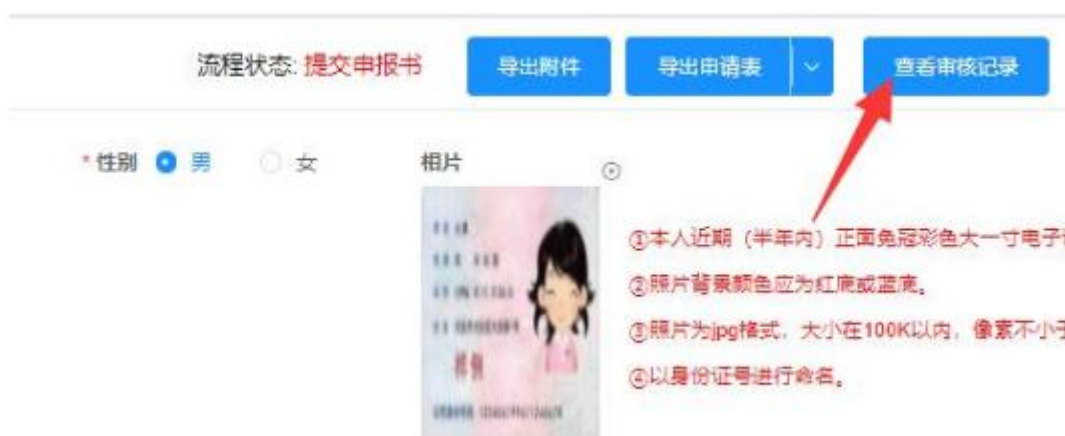 流程状态: 提交申报书 导出附件 导出申请表 查看审核记录
*性别 男 女 相片
①本人近期（半年内）正面免冠彩色大一寸电子
②照片背景颜色应为红底或蓝底。
③照片为jpg格式，大小在100K以内，像素不小于
④以身份证号进行命名。
样例